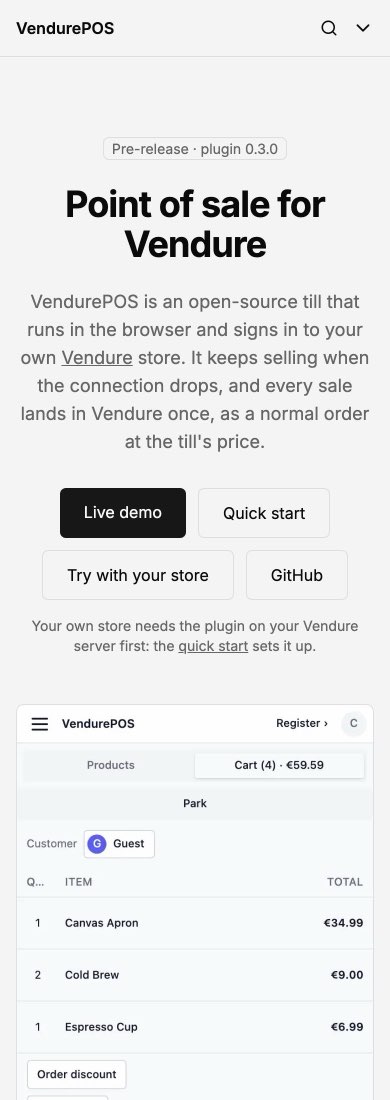 VendurePOS
Pre-release · plugin 0.3.0
Point of sale for
Vendure
VendurePOS is an open-source till that
runs in the browser and signs in to your
own Vendure store. It keeps selling when
the connection drops, and every sale
lands in Vendure once, as a normal order
at the till's price.
Live demo
Quick start
Try with your store
GitHub
Your own store needs the plugin on your Vendure
server first: the quick start sets it up.
VendurePOS
Register ›
C
Products
Cart (4) · €59.59
Park
Customer
G
Guest
Q... ITEM TOTAL
1 Canvas Apron €34.99
2 Cold Brew €9.00
1 Espresso Cup €6.99
Order discount